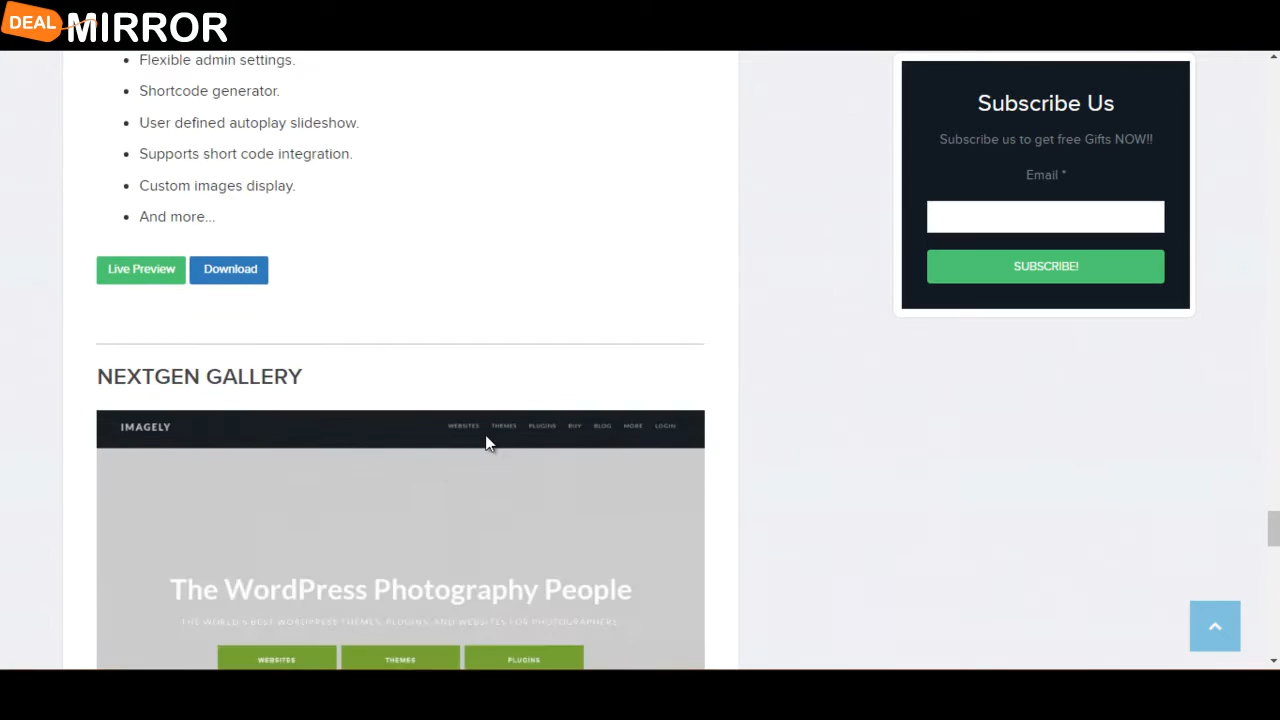 DEAL MIRROR
Flexible admin settings.
Shortcode generator.
User defined autoplay slideshow.
Supports short code integration.
Custom images display.
And more...
Live Preview Download
NEXTGEN GALLERY
IMAGELY WEBSITES THEMES PLUGINS BUY BLOG MORE LOGIN
The WordPress Photography People
THE WORLD'S BEST WORDPRESS THEMES, PLUGINS, AND WEBSITES FOR PHOTOGRAPHERS
WEBSITES THEMES PLUGINS
Subscribe Us
Subscribe us to get free Gifts NOW!!
Email *
SUBSCRIBE!